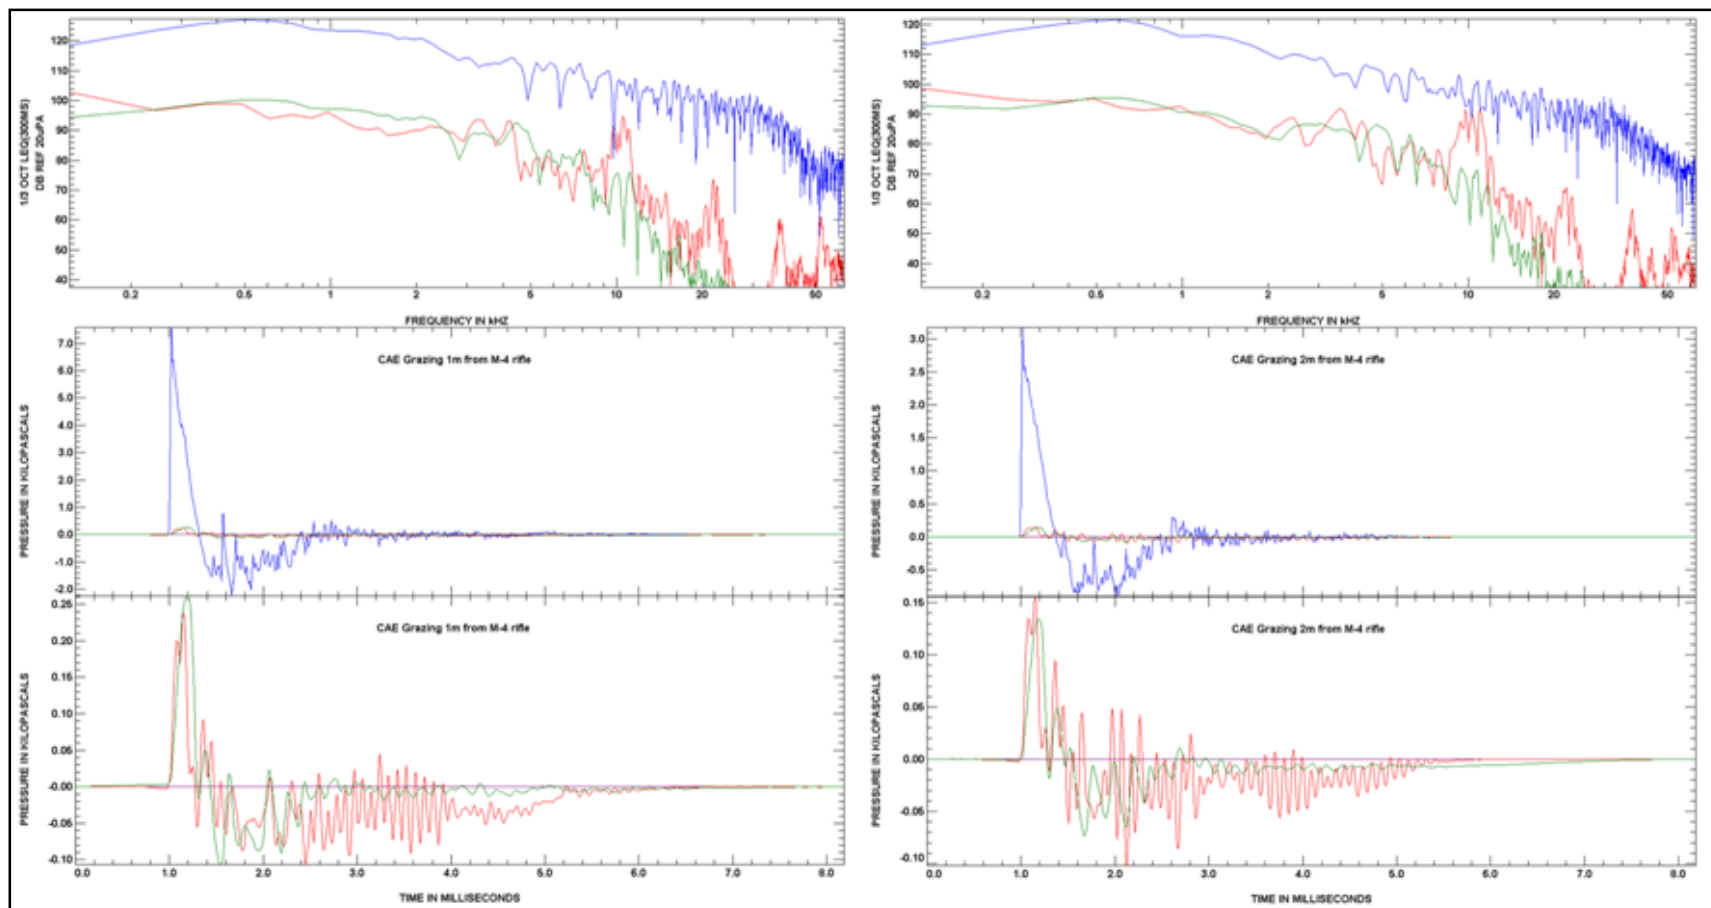 120
110
100
90
80
70
60
50
40
1/3 OCT LEQ(300MS)
DB REF 20uPA
0.2 0.5 1 2 5 10 20 50
FREQUENCY IN kHZ
7.0
6.0
5.0
4.0
3.0
2.0
1.0
0.0
-1.0
-2.0
PRESSURE IN KILOPASCALS
CAE Grazing 1m from M-4 rifle
0.25
0.20
0.15
0.10
0.05
-0.00
-0.05
-0.10
PRESSURE IN KILOPASCALS
CAE Grazing 1m from M-4 rifle
0.0 1.0 2.0 3.0 4.0 5.0 6.0 7.0 8.0
TIME IN MILLISECONDS
120
110
100
90
80
70
60
50
40
1/3 OCT LEQ(300MS)
DB REF 20uPA
0.2 0.5 1 2 5 10 20 50
FREQUENCY IN kHZ
3.0
2.5
2.0
1.5
1.0
0.5
0.0
-0.5
PRESSURE IN KILOPASCALS
CAE Grazing 2m from M-4 rifle
0.15
0.10
0.05
0.00
-0.05
-0.10
PRESSURE IN KILOPASCALS
CAE Grazing 2m from M-4 rifle
0.0 1.0 2.0 3.0 4.0 5.0 6.0 7.0 8.0
TIME IN MILLISECONDS